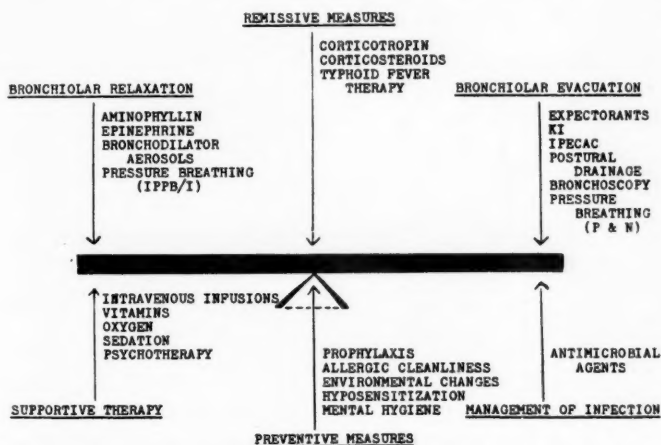 REMISSIVE MEASURES
CORTICOTROPIN
CORTICOSTEROIDS
TYPHOID FEVER
THERAPY
BRONCHIOLAR RELAXATION
AMINOPHYLLIN
EPINEPHRINE
BRONCHODILATOR
AEROSOLS
PRESSURE BREATHING
(IPPB/I)
BRONCHIOLAR EVACUATION
EXPECTORANTS
KI
IPECAC
POSTURAL
DRAINAGE
BRONCHOSCOPY
PRESSURE
BREATHING
(P & N)
INTRAVENOUS INFUSIONS
VITAMINS
OXYGEN
SEDATION
PSYCHOTHERAPY
SUPPORTIVE THERAPY
PROPHYLAXIS
ALLERGIC CLEANLINESS
ENVIRONMENTAL CHANGES
HYPOSENSITIZATION
MENTAL HYGIENE
PREVENTIVE MEASURES
ANTIMICROBIAL
AGENTS
MANAGEMENT OF INFECTION